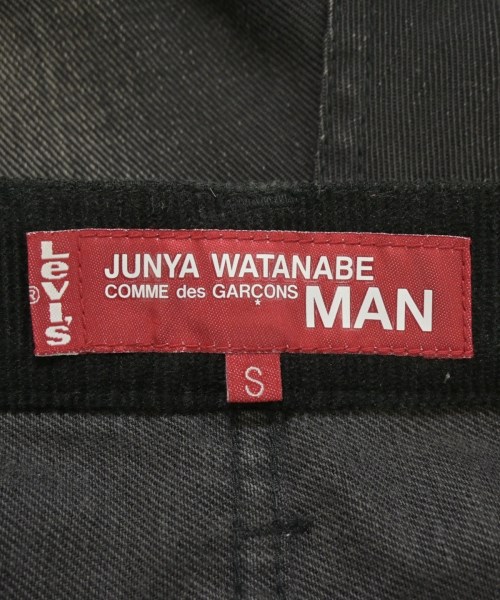 Levi's
®
JUNYA WATANABE
COMME des GARÇONS MAN
*
S